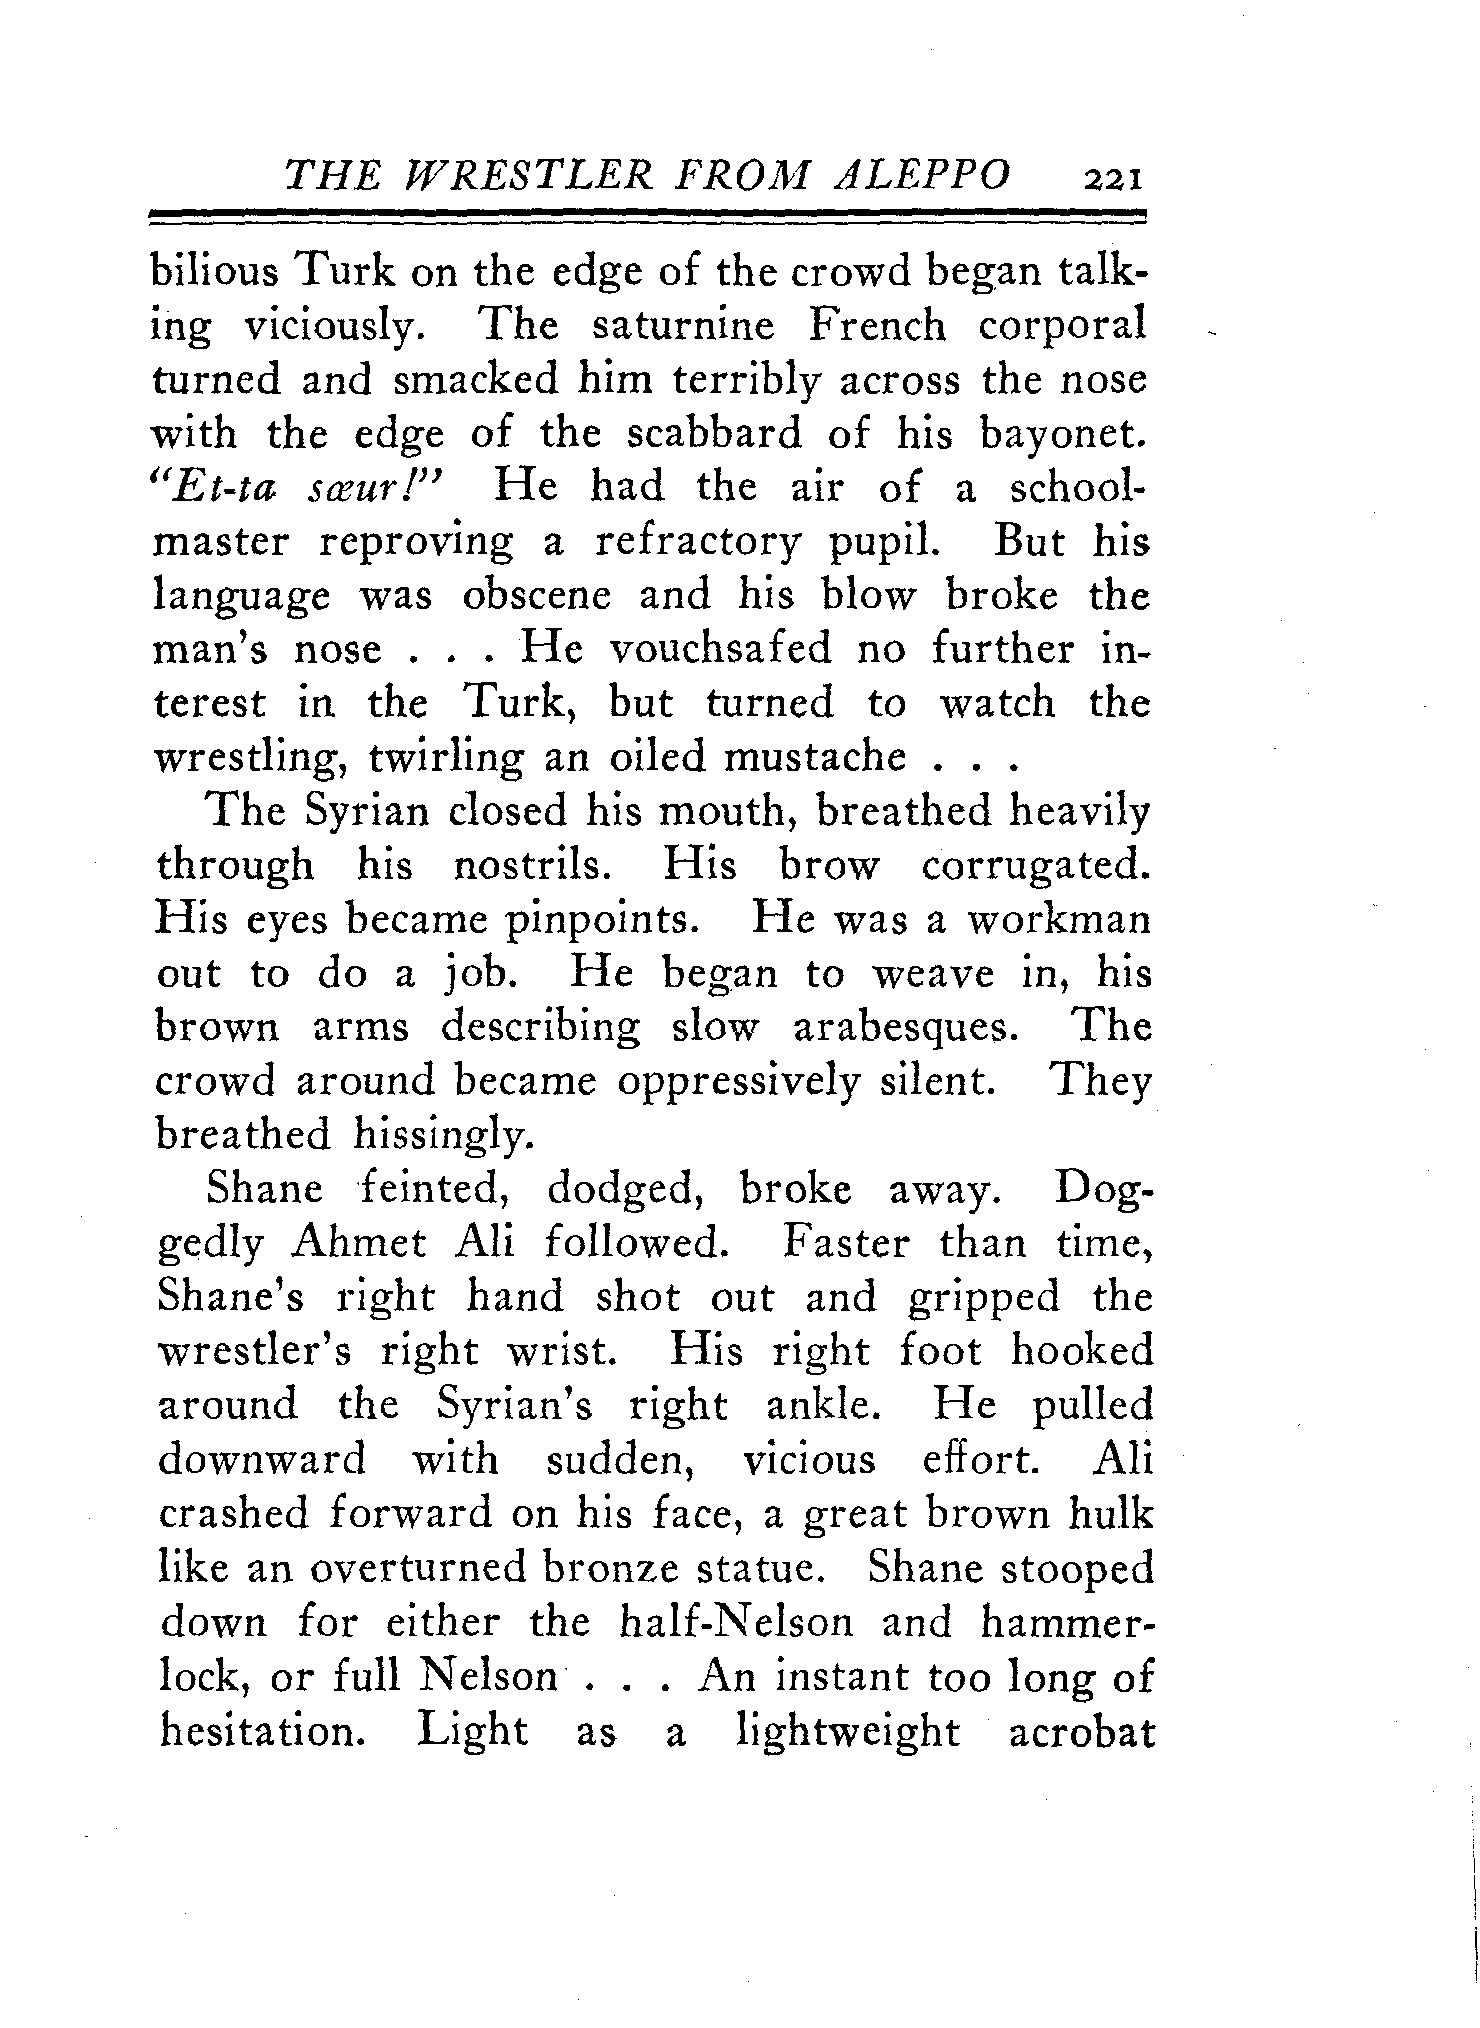 THE WRESTLER FROM ALEPPO 221
bilious Turk on the edge of the crowd began talk-
ing viciously. The saturnine French corporal
turned and smacked him terribly across the nose
with the edge of the scabbard of his bayonet.
"Et-ta sœur!" He had the air of a school-
master reproving a refractory pupil. But his
language was obscene and his blow broke the
man's nose . . . He vouchsafed no further in-
terest in the Turk, but turned to watch the
wrestling, twirling an oiled mustache . . .
The Syrian closed his mouth, breathed heavily
through his nostrils. His brow corrugated.
His eyes became pinpoints. He was a workman
out to do a job. He began to weave in, his
brown arms describing slow arabesques. The
crowd around became oppressively silent. They
breathed hissingly.
Shane feinted, dodged, broke away. Dog-
gedly Ahmet Ali followed. Faster than time,
Shane's right hand shot out and gripped the
wrestler's right wrist. His right foot hooked
around the Syrian's right ankle. He pulled
downward with sudden, vicious effort. Ali
crashed forward on his face, a great brown hulk
like an overturned bronze statue. Shane stooped
down for either the half-Nelson and hammer-
lock, or full Nelson . . . An instant too long of
hesitation. Light as a lightweight acrobat